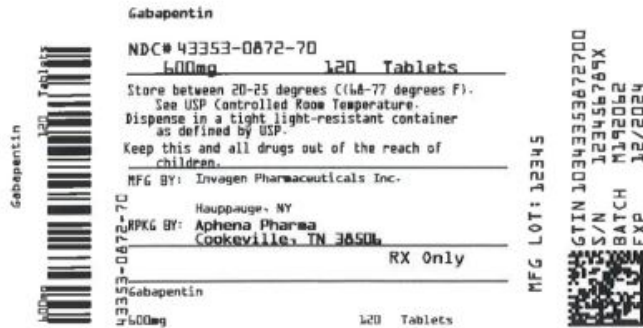 Gabapentin
NDC# 43353-0872-70
600mg 120 Tablets
Store between 20-25 degrees C(68-77 degrees F).
See USP Controlled Room Temperature.
Dispense in a tight light-resistant container
as defined by USP.
Keep this and all drugs out of the reach of
children.
MFG BY: Invagen Pharmaceuticals Inc.
Hauppauge, NY
RPKG BY: Aphena Pharma
Cookeville, TN 38506
RX Only
Gabapentin
600mg 120 Tablets
Gabapentin
600mg 120 Tablets
43353-0872-70
MFG LOT: 12345
GTIN 10343353872700
S/N 123456789X
BATCH M192062
EXP 12/2024